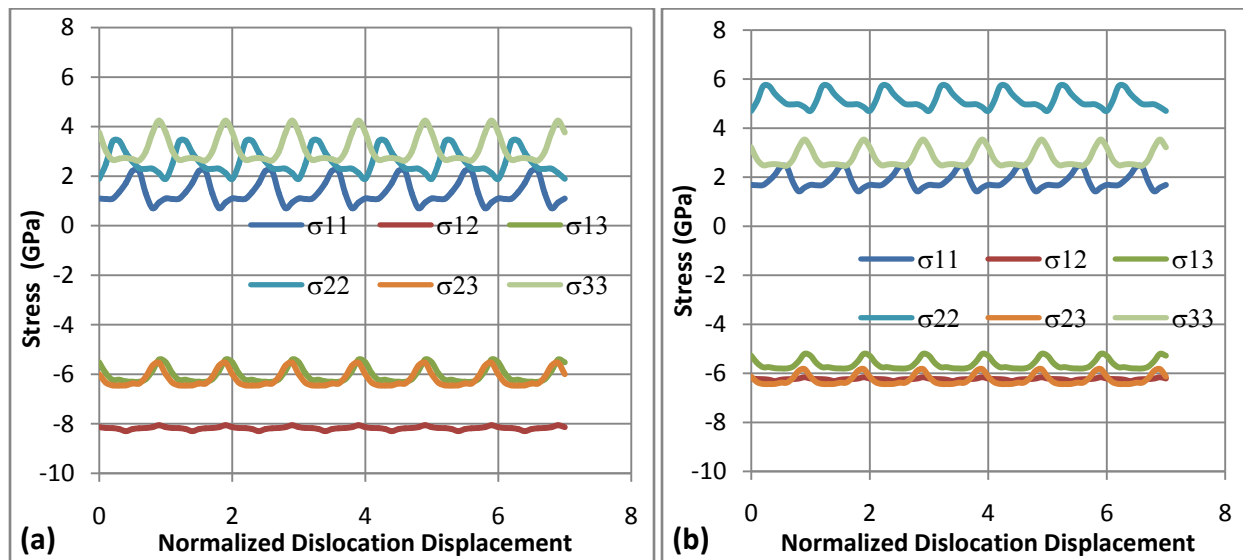 8
6
4
2
0
-2
-4
-6
-8
-10
Stress (GPa)
σ11 σ12 σ13
σ22 σ23 σ33
0 2 4 6 8
(a) Normalized Dislocation Displacement
8
6
4
2
0
-2
-4
-6
-8
-10
Stress (GPa)
σ11 σ12 σ13
σ22 σ23 σ33
0 2 4 6 8
(b) Normalized Dislocation Displacement